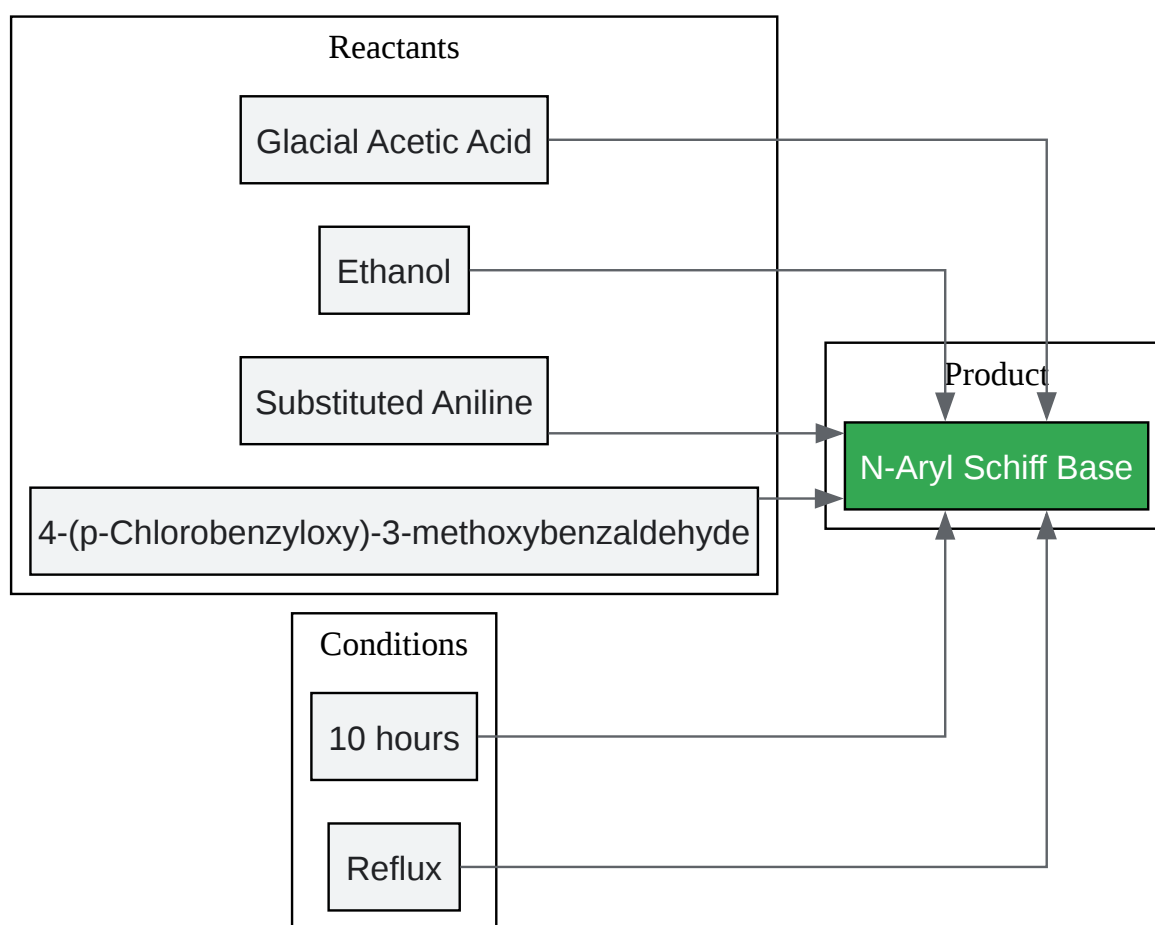 Reactants
Glacial Acetic Acid
Ethanol
Substituted Aniline
4-(p-Chlorobenzyloxy)-3-methoxybenzaldehyde
Product
N-Aryl Schiff Base
Conditions
10 hours
Reflux